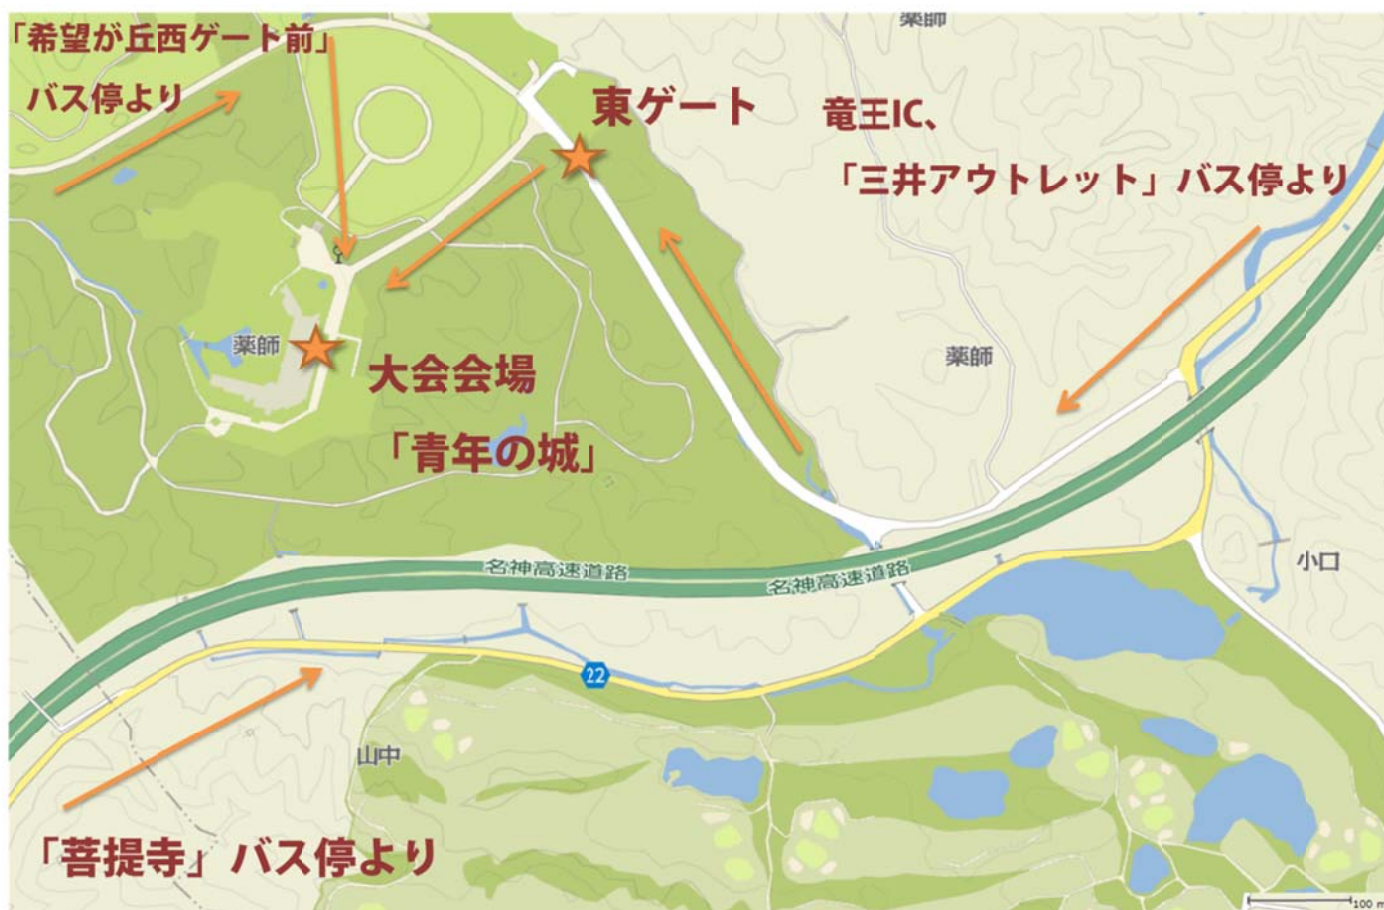 薬師
「希望が丘西ゲート前」
バス停より
東ゲート
竜王IC、
「三井アウトレット」バス停より
薬師
薬師
大会会場
「青年の城」
名神高速道路
名神高速道路
小口
22
山中
「菩提寺」バス停より
100 m